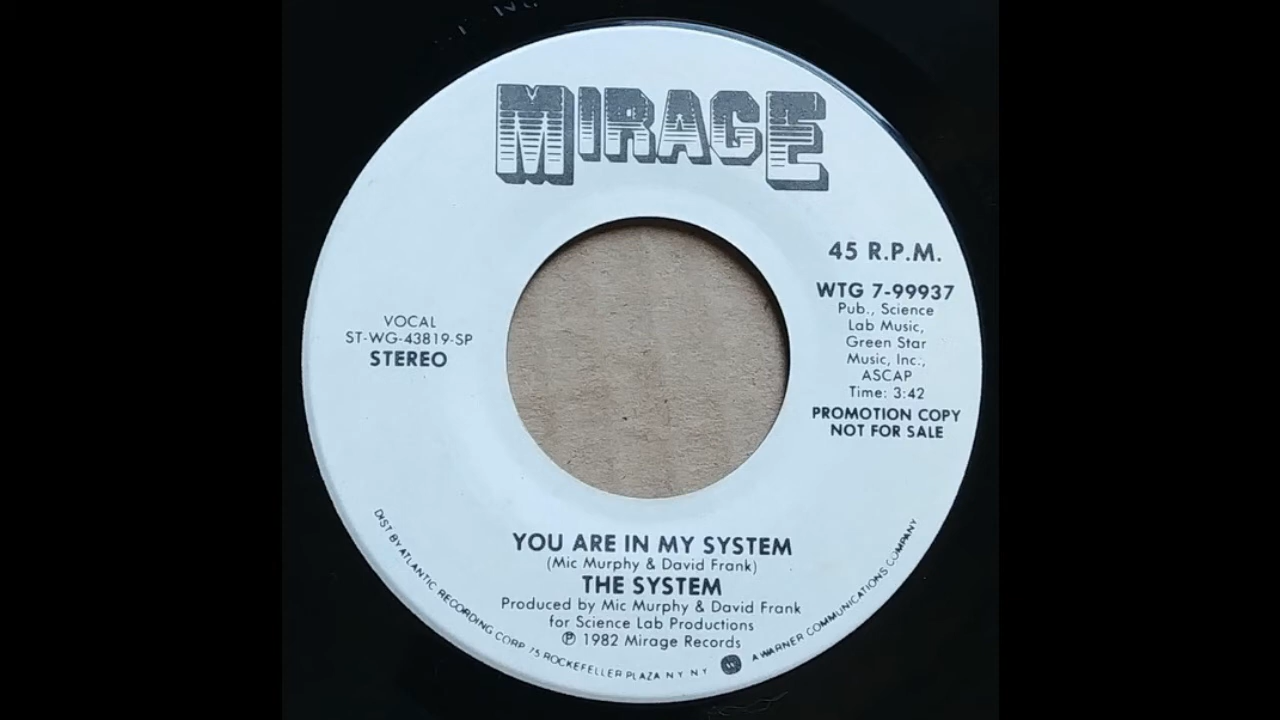 MIRAGE
45 R.P.M.
WTG 7-99937
Pub., Science
Lab Music,
Green Star
Music, Inc.,
ASCAP
Time: 3:42
PROMOTION COPY
NOT FOR SALE
VOCAL
ST-WG-43819-SP
STEREO
YOU ARE IN MY SYSTEM
(Mic Murphy & David Frank)
THE SYSTEM
Produced by Mic Murphy & David Frank
for Science Lab Productions
℗ 1982 Mirage Records
DIST BY ATLANTIC RECORDING CORP 75 ROCKEFELLER PLAZA N Y N Y A WARNER COMMUNICATIONS COMPANY